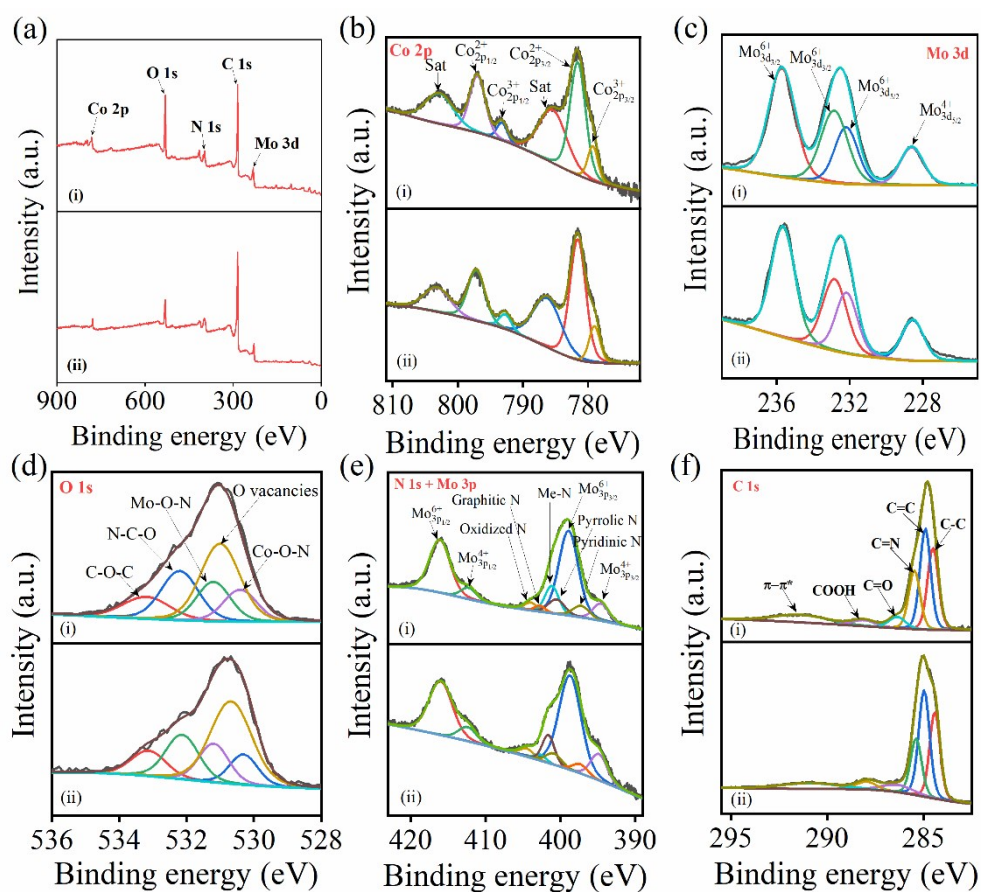 (a)
Intensity (a.u.)
C 1s
O 1s
Co 2p
N 1s
Mo 3d
(i)
(ii)
900 600 300 0
Binding energy (eV)
(b)
Intensity (a.u.)
Co 2p
Co2+2p1/2
Co2+2p1/2
Sat
Co3+2p1/2
Sat
Co3+2p3/2
(i)
(ii)
810 800 790 780
Binding energy (eV)
(c)
Intensity (a.u.)
Mo 3d
Mo6+3d3/2
Mo6+3d3/2
Mo6+3d5/2
Mo4+3d5/2
(i)
(ii)
236 232 228
Binding energy (eV)
(d)
Intensity (a.u.)
O 1s
O vacancies
Mo-O-N
N-C-O
Co-O-N
C-O-C
(i)
(ii)
536 534 532 530 528
Binding energy (eV)
(e)
Intensity (a.u.)
N 1s + Mo 3p
Graphitic N
Me-N
Mo6+3p3/2
Oxidized N
Mo6+3p1/2
Pyrrolic N
Pyridinic N
Mo4+3p1/2
Mo4+3p3/2
(i)
(ii)
420 410 400 390
Binding energy (eV)
(f)
Intensity (a.u.)
C 1s
C=C
C-C
C=N
π–π*
COOH
C=O
(i)
(ii)
295 290 285
Binding energy (eV)